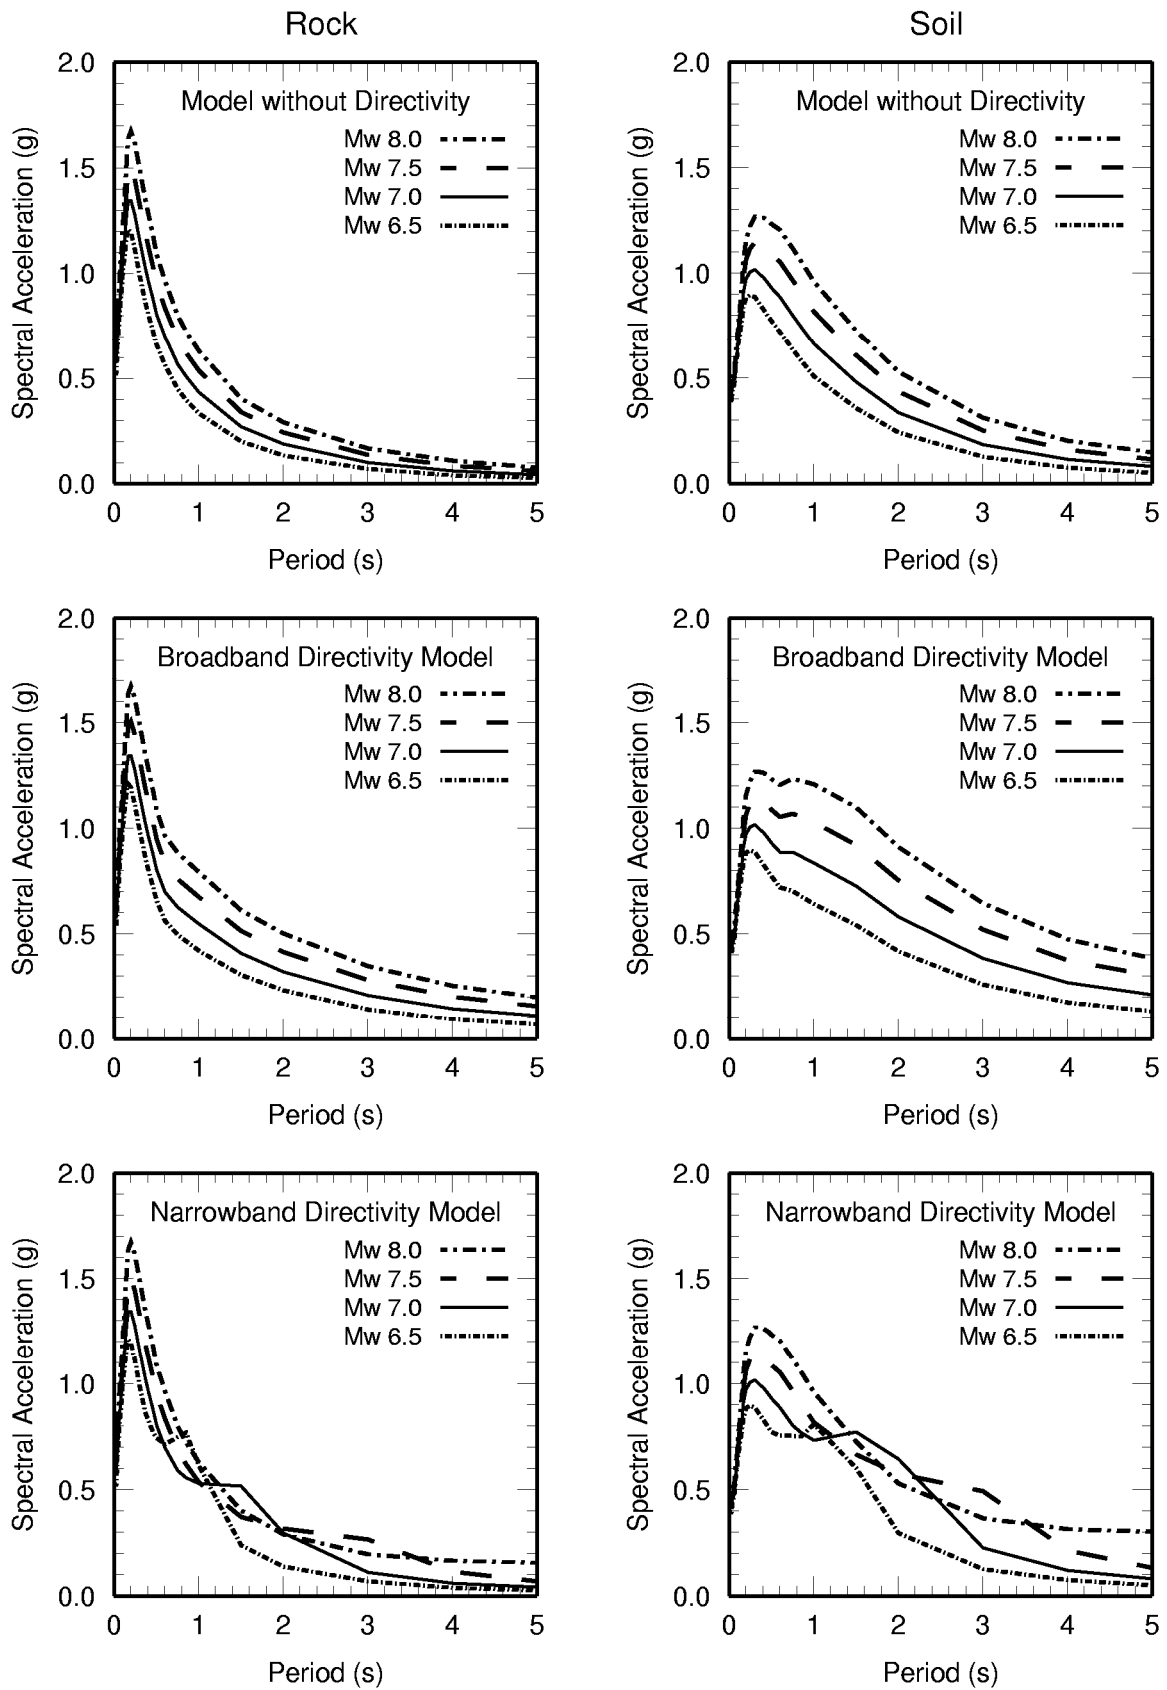 Rock
Soil
Spectral Acceleration (g)
2.0
1.5
1.0
0.5
0.0
Model without Directivity
Mw 8.0
Mw 7.5
Mw 7.0
Mw 6.5
0 1 2 3 4 5
Period (s)
Spectral Acceleration (g)
2.0
1.5
1.0
0.5
0.0
Model without Directivity
Mw 8.0
Mw 7.5
Mw 7.0
Mw 6.5
0 1 2 3 4 5
Period (s)
Spectral Acceleration (g)
2.0
1.5
1.0
0.5
0.0
Broadband Directivity Model
Mw 8.0
Mw 7.5
Mw 7.0
Mw 6.5
0 1 2 3 4 5
Period (s)
Spectral Acceleration (g)
2.0
1.5
1.0
0.5
0.0
Broadband Directivity Model
Mw 8.0
Mw 7.5
Mw 7.0
Mw 6.5
0 1 2 3 4 5
Period (s)
Spectral Acceleration (g)
2.0
1.5
1.0
0.5
0.0
Narrowband Directivity Model
Mw 8.0
Mw 7.5
Mw 7.0
Mw 6.5
0 1 2 3 4 5
Period (s)
Spectral Acceleration (g)
2.0
1.5
1.0
0.5
0.0
Narrowband Directivity Model
Mw 8.0
Mw 7.5
Mw 7.0
Mw 6.5
0 1 2 3 4 5
Period (s)